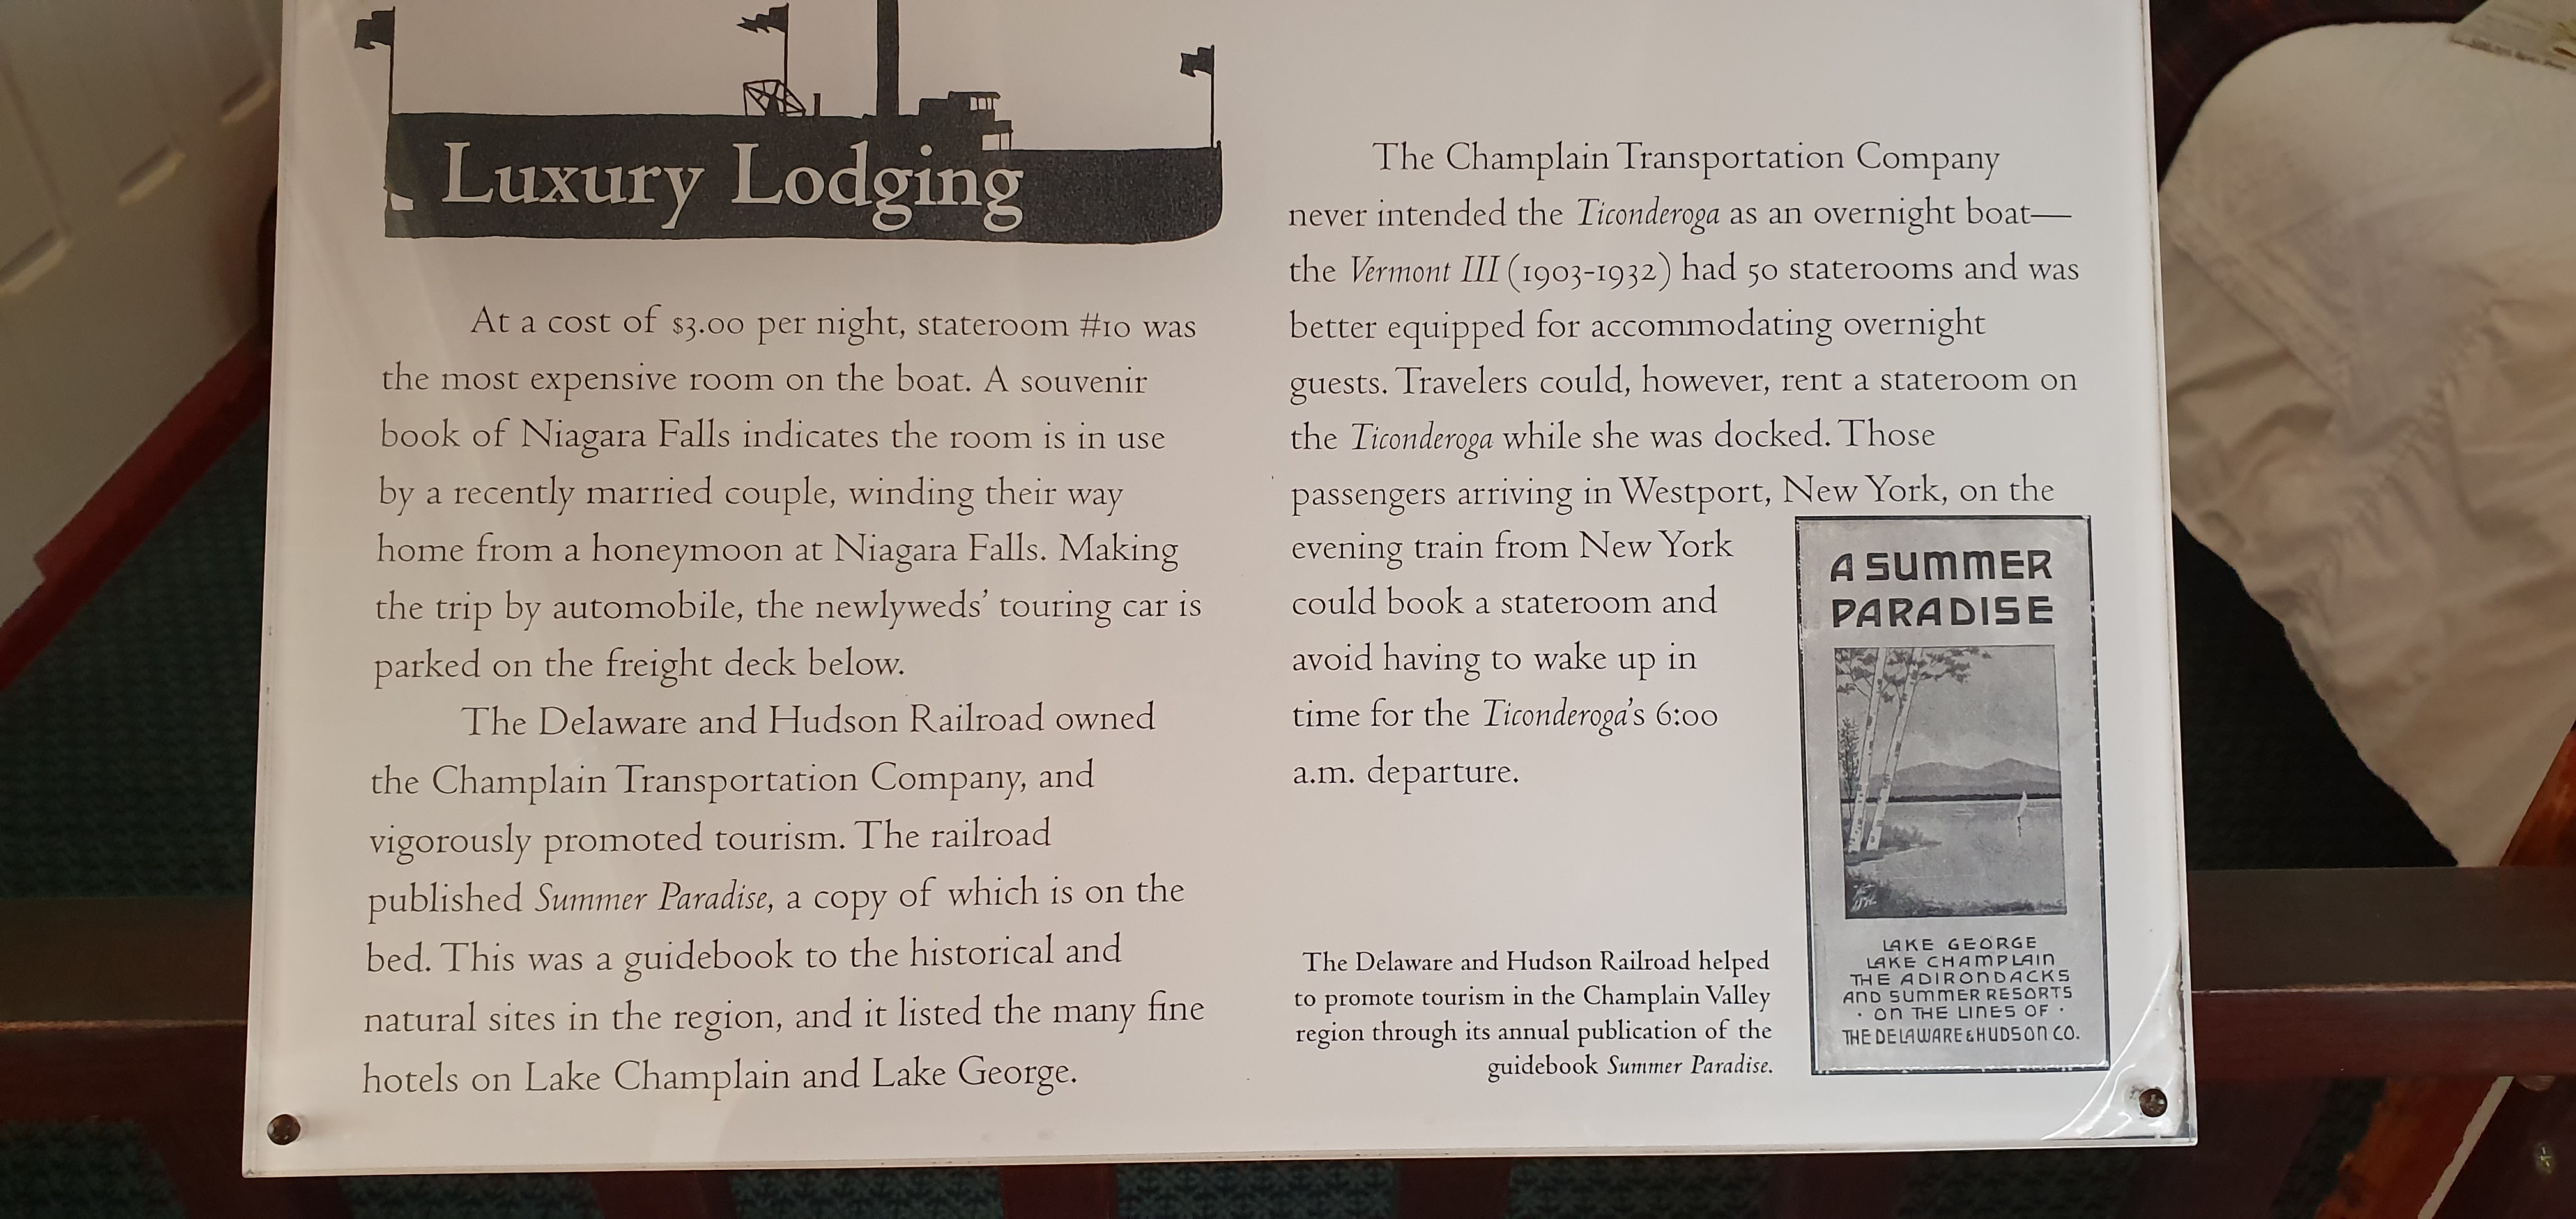 Luxury Lodging
At a cost of $3.00 per night, stateroom #10 was
the most expensive room on the boat. A souvenir
book of Niagara Falls indicates the room is in use
by a recently married couple, winding their way
home from a honeymoon at Niagara Falls. Making
the trip by automobile, the newlyweds’ touring car is
parked on the freight deck below.
The Delaware and Hudson Railroad owned
the Champlain Transportation Company, and
vigorously promoted tourism. The railroad
published Summer Paradise, a copy of which is on the
bed. This was a guidebook to the historical and
natural sites in the region, and it listed the many fine
hotels on Lake Champlain and Lake George.
The Champlain Transportation Company
never intended the Ticonderoga as an overnight boat—
the Vermont III (1903-1932) had 50 staterooms and was
better equipped for accommodating overnight
guests. Travelers could, however, rent a stateroom on
the Ticonderoga while she was docked. Those
passengers arriving in Westport, New York, on the
evening train from New York
could book a stateroom and
avoid having to wake up in
time for the Ticonderoga’s 6:00
a.m. departure.
The Delaware and Hudson Railroad helped
to promote tourism in the Champlain Valley
region through its annual publication of the
guidebook Summer Paradise.
A SUMMER
PARADISE
LAKE GEORGE
LAKE CHAMPLAIN
THE ADIRONDACKS
AND SUMMER RESORTS
· ON THE LINES OF ·
THE DELAWARE & HUDSON CO.